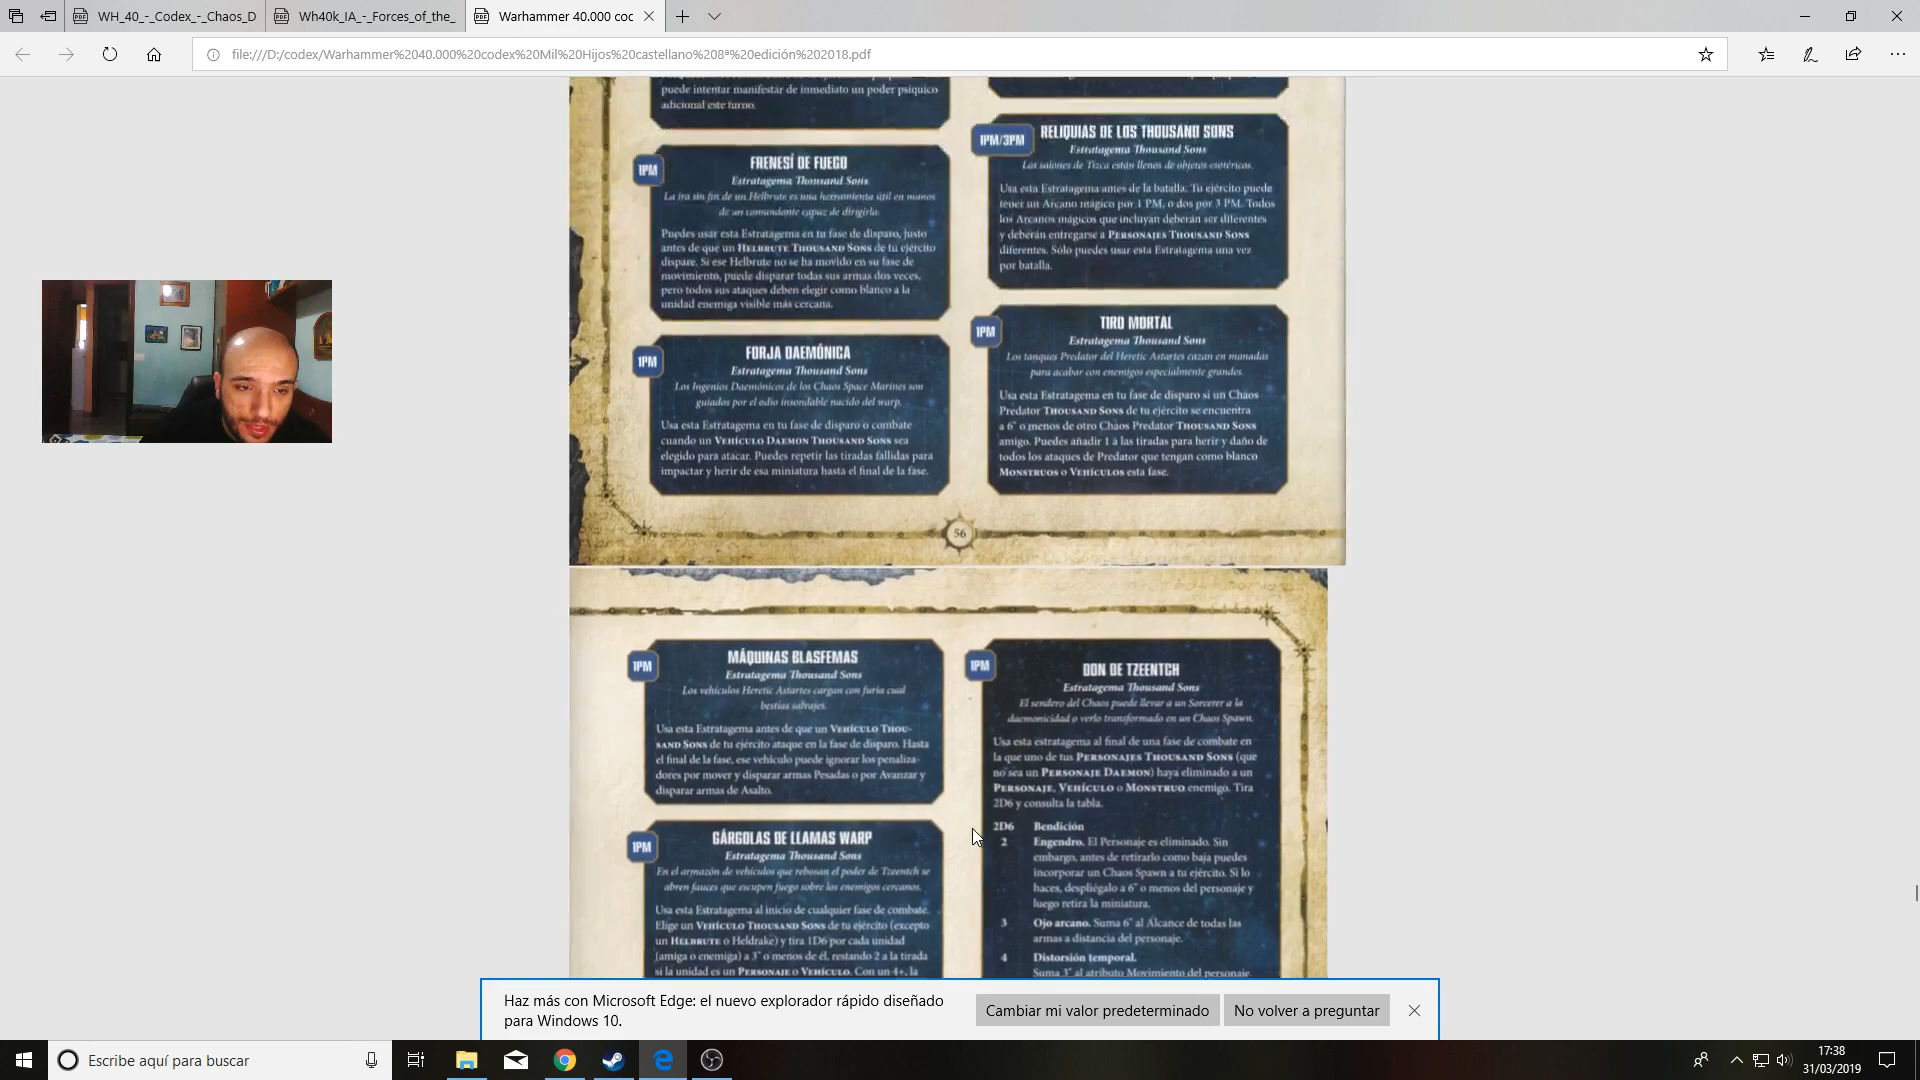 WH_40_-_Codex_-_Chaos_D
Wh40k_IA_-_Forces_of_the_
Warhammer 40.000 coc
file:///D:/codex/Warhammer%2040.000%20codex%20Mil%20Hijos%20castellano%208ª%20edición%202018.pdf
puede intentar manifestar de inmediato un poder psíquico
adicional este turno.
1PM
FRENESÍ DE FUEGO
Estratagema Thousand Sons
La ira sin fin de un Helbrute es una herramienta útil en manos
de un comandante capaz de dirigirla.
Puedes usar esta Estratagema en tu fase de disparo, justo
antes de que un HELBRUTE THOUSAND SONS de tu ejército
dispare. Si ese Helbrute no se ha movido en su fase de
movimiento, puede disparar todas sus armas dos veces,
pero todos sus ataques deben elegir como blanco a la
unidad enemiga visible más cercana.
1PM
FORJA DAEMÓNICA
Estratagema Thousand Sons
Los Ingenios Daemónicos de los Chaos Space Marines son
guiados por el odio insondable nacido del warp.
Usa esta Estratagema en tu fase de disparo o combate
cuando un VEHÍCULO DAEMON THOUSAND SONS sea
elegido para atacar. Puedes repetir las tiradas fallidas para
impactar y herir de esa miniatura hasta el final de la fase.
1PM/3PM
RELIQUIAS DE LOS THOUSAND SONS
Estratagema Thousand Sons
Los salones de Tizca están llenos de objetos esotéricos.
Usa esta Estratagema antes de la batalla. Tu ejército puede
tener un Arcano mágico por 1 PM, o dos por 3 PM. Todos
los Arcanos mágicos que incluyan deberán ser diferentes
y deberán entregarse a PERSONAJES THOUSAND SONS
diferentes. Sólo puedes usar esta Estratagema una vez
por batalla.
1PM
TIRO MORTAL
Estratagema Thousand Sons
Los tanques Predator del Heretic Astartes cazan en manadas
para acabar con enemigos especialmente grandes.
Usa esta Estratagema en tu fase de disparo si un Chaos
Predator THOUSAND SONS de tu ejército se encuentra
a 6" o menos de otro Chaos Predator THOUSAND SONS
amigo. Puedes añadir 1 a las tiradas para herir y daño de
todos los ataques de Predator que tengan como blanco
MONSTRUOS O VEHÍCULOS esta fase.
56
1PM
MÁQUINAS BLASFEMAS
Estratagema Thousand Sons
Los vehículos Heretic Astartes cargan con furia cual
bestias salvajes.
Usa esta Estratagema antes de que un VEHÍCULO THOU-
SAND SONS de tu ejército ataque en la fase de disparo. Hasta
el final de la fase, ese vehículo puede ignorar los penaliza-
dores por mover y disparar armas Pesadas o por Avanzar y
disparar armas de Asalto.
1PM
GÁRGOLAS DE LLAMAS WARP
Estratagema Thousand Sons
En el armazón de vehículos que rebosan el poder de Tzeentch se
abren fauces que escupen fuego sobre los enemigos cercanos.
Usa esta Estratagema al inicio de cualquier fase de combate.
Elige un VEHÍCULO THOUSAND SONS de tu ejército (excepto
un HELBRUTE o Heldrake) y tira 1D6 por cada unidad
(amiga o enemiga) a 3" o menos de él, restando 2 a la tirada
si la unidad es un PERSONAJE O VEHÍCULO. Con un 4+, la
1PM
DON DE TZEENTCH
Estratagema Thousand Sons
El sendero del Chaos puede llevar a un Sorcerer a la
daemonicidad o verlo transformado en un Chaos Spawn.
Usa esta estratagema al final de una fase de combate en
la que uno de tus PERSONAJES THOUSAND SONS (que
no sea un PERSONAJE DAEMON) haya eliminado a un
PERSONAJE, VEHÍCULO o MONSTRUO enemigo. Tira
2D6 y consulta la tabla.
2D6 Bendición
2 Engendro. El Personaje es eliminado. Sin
embargo, antes de retirarlo como baja puedes
incorporar un Chaos Spawn a tu ejército. Si lo
haces, despliégalo a 6" o menos del personaje y
luego retira la miniatura.
3 Ojo arcano. Suma 6" al Alcance de todas las
armas a distancia del personaje.
4 Distorsión temporal.
Suma 3" al atributo Movimiento del personaje.
Haz más con Microsoft Edge: el nuevo explorador rápido diseñado
para Windows 10.
Cambiar mi valor predeterminado
No volver a preguntar
Escribe aquí para buscar
17:38
31/03/2019